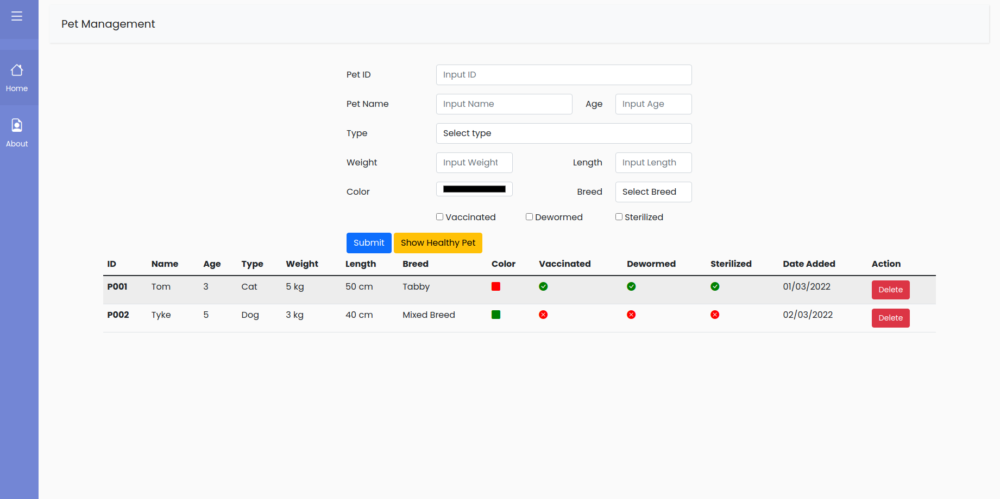 Pet Management
Home
About
Pet ID Input ID
Pet Name Input Name Age Input Age
Type Select type
Weight Input Weight Length Input Length
Color Breed Select Breed
Vaccinated Dewormed Sterilized
Submit Show Healthy Pet
ID Name Age Type Weight Length Breed Color Vaccinated Dewormed Sterilized Date Added Action
P001 Tom 3 Cat 5 kg 50 cm Tabby 01/03/2022 Delete
P002 Tyke 5 Dog 3 kg 40 cm Mixed Breed 02/03/2022 Delete